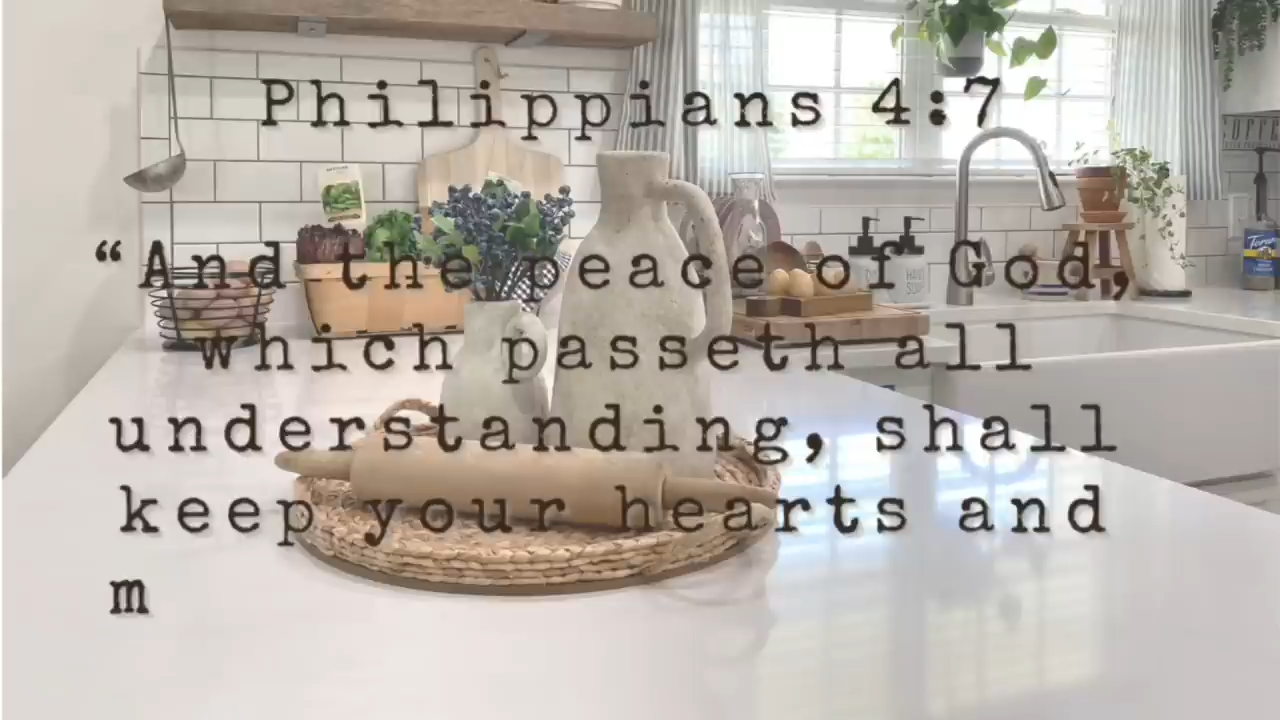 Philippians 4:7
“And the peace of God,
which passeth all
understanding, shall
keep your hearts and
m